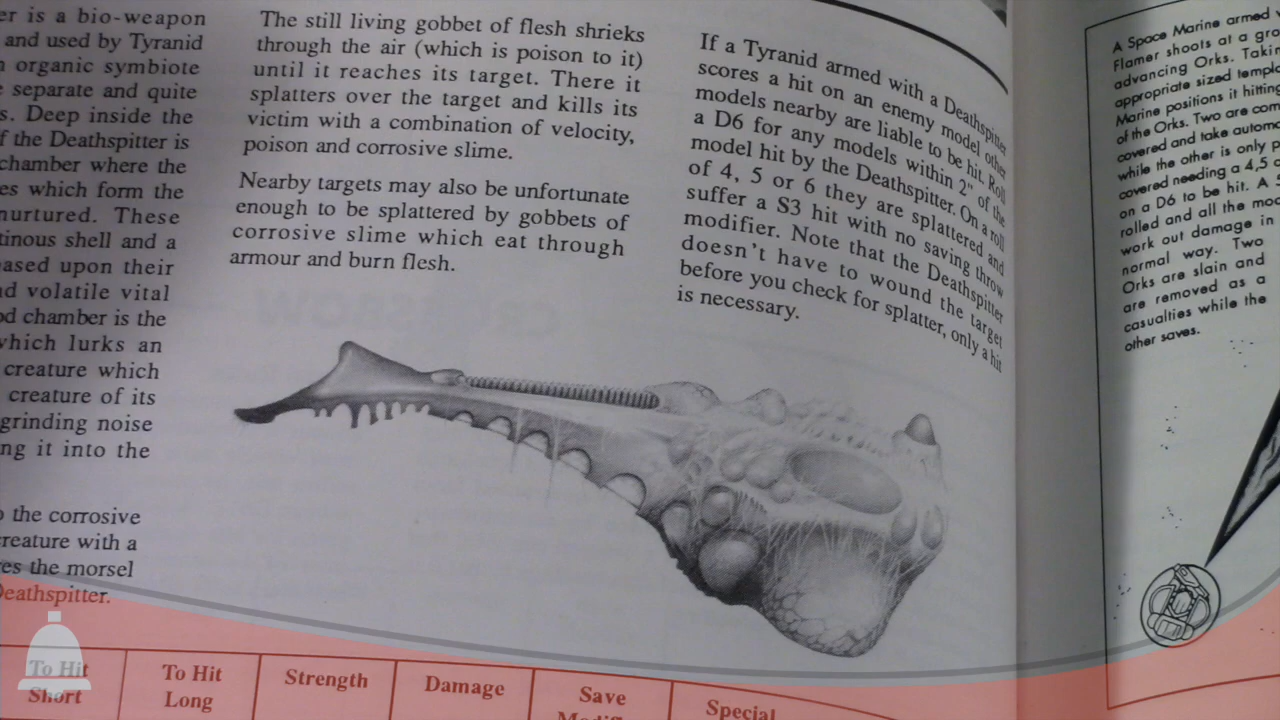 er is a bio-weapon
and used by Tyranid
organic symbiote
separate and quite
s. Deep inside the
f the Deathspitter is
chamber where the
es which form the
nurtured. These
tinous shell and a
ased upon their
d volatile vital
od chamber is the
which lurks an
creature which
creature of its
grinding noise
ng it into the
o the corrosive
creature with a
es the morsel
Deathspitter.
The still living gobbet of flesh shrieks
through the air (which is poison to it)
until it reaches its target. There it
splatters over the target and kills its
victim with a combination of velocity,
poison and corrosive slime.
Nearby targets may also be unfortunate
enough to be splattered by gobbets of
corrosive slime which eat through
armour and burn flesh.
If a Tyranid armed with a Deathspitter
scores a hit on an enemy model, other
models nearby are liable to be hit. Roll
a D6 for any models within 2" of the
model hit by the Deathspitter. On a roll
of 4, 5 or 6 they are splattered and
suffer a S3 hit with no saving throw
modifier. Note that the Deathspitter
doesn't have to wound the target
before you check for splatter, only a hit
is necessary.
To Hit
Short
To Hit
Long
Strength
Damage
Save
Special
A Space Marine armed
Flamer shoots at a gro
advancing Orks. Takin
appropriate sized templa
Marine positions it hitting
of the Orks. Two are com
covered and take automa
while the other is only p
covered needing a 4,5 o
on a D6 to be hit. A
rolled and all the mod
work out damage in
normal way. Two
Orks are slain and
are removed as a
casualties while the
other saves.